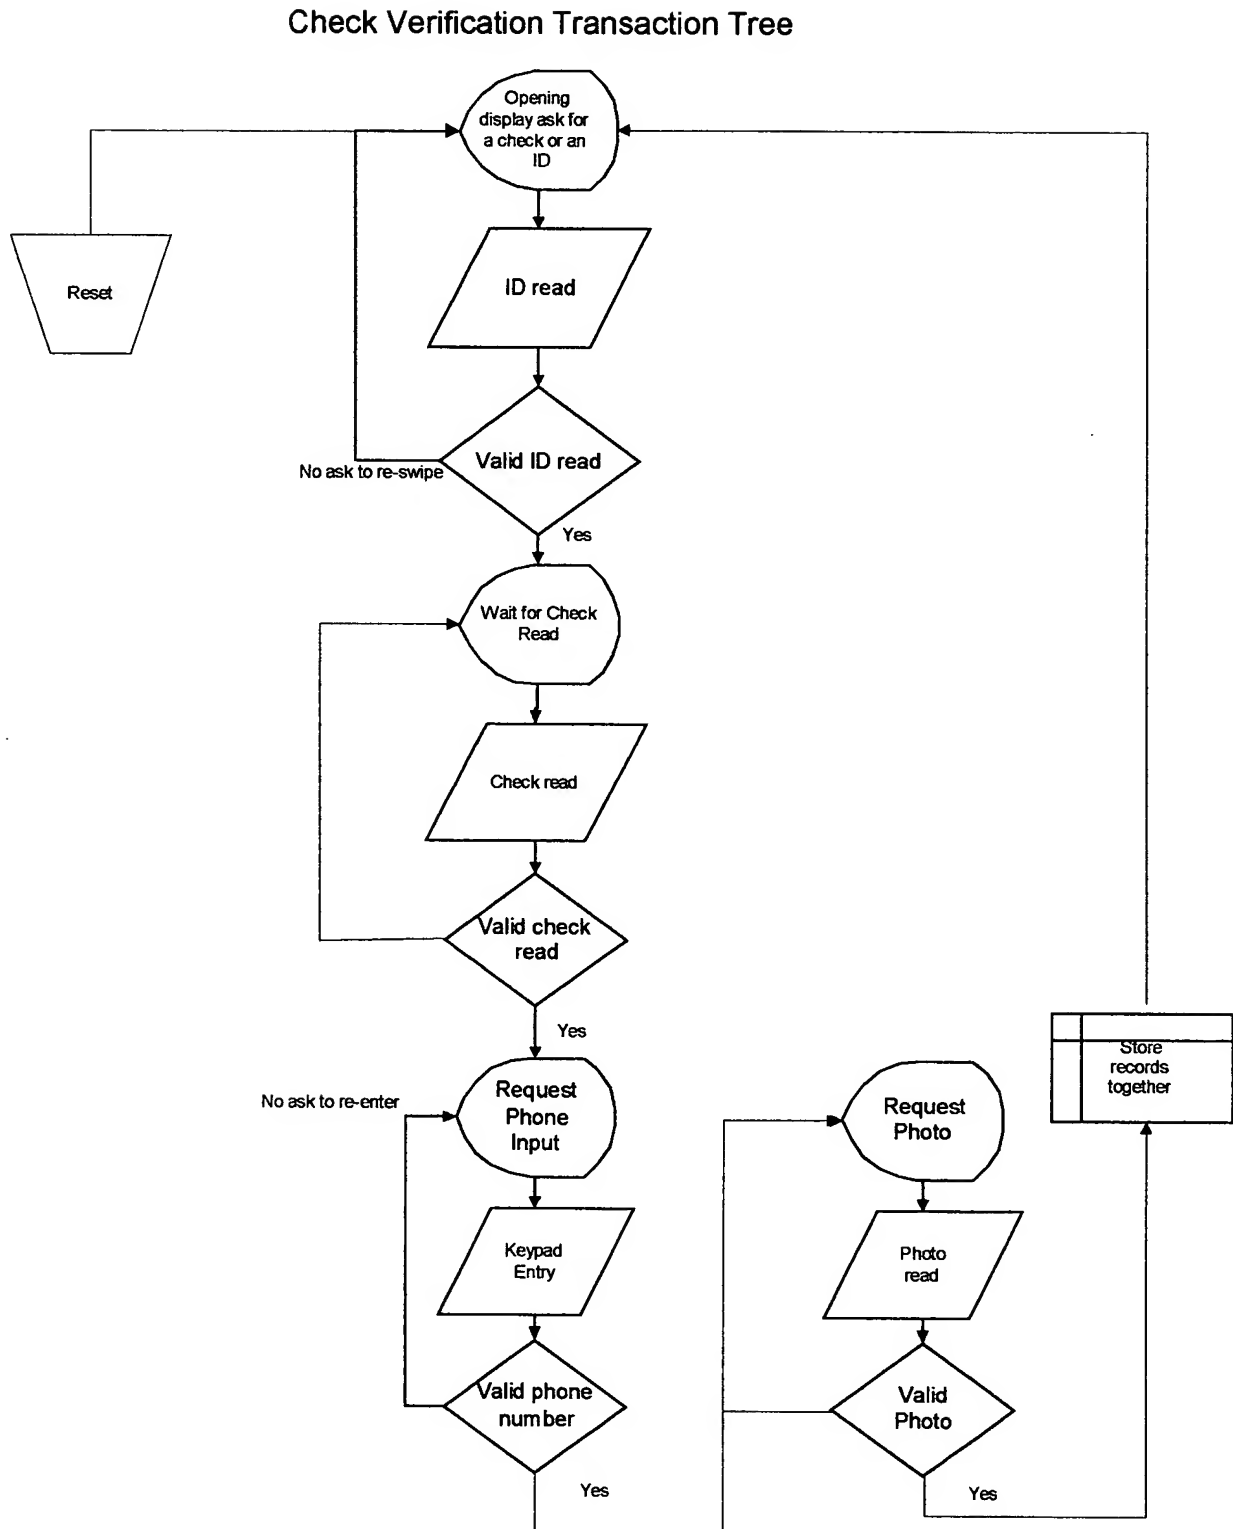 Check Verification Transaction Tree
Opening
display ask for
a check or an
ID
Reset
ID read
Valid ID read
No ask to re-swipe
Yes
Wait for Check
Read
Check read
Valid check
read
Yes
Request
Phone
Input
No ask to re-enter
Keypad
Entry
Valid phone
number
Yes
Request
Photo
Photo
read
Valid
Photo
Yes
Store
records
together